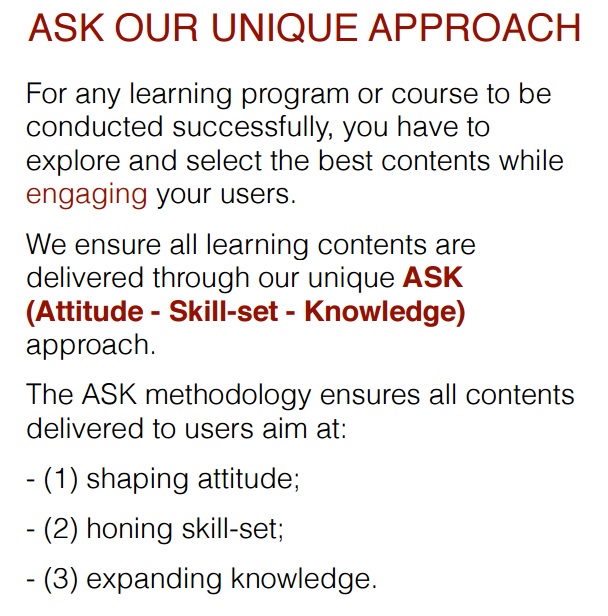 ASK OUR UNIQUE APPROACH
For any learning program or course to be
conducted successfully, you have to
explore and select the best contents while
engaging your users.
We ensure all learning contents are
delivered through our unique ASK
(Attitude - Skill-set - Knowledge)
approach.
The ASK methodology ensures all contents
delivered to users aim at:
- (1) shaping attitude;
- (2) honing skill-set;
- (3) expanding knowledge.